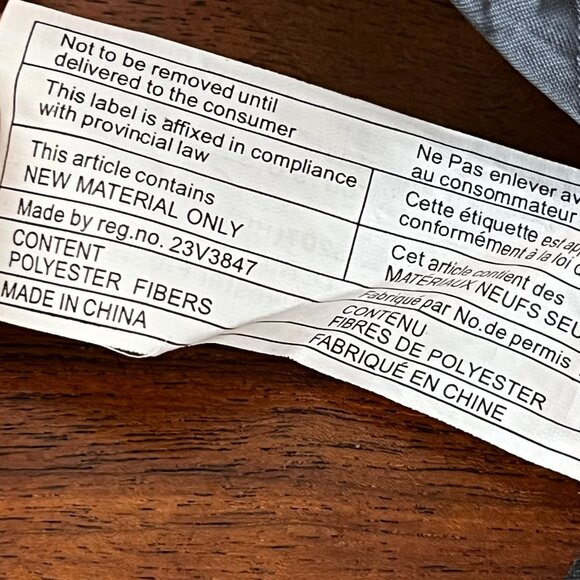 Not to be removed until
delivered to the consumer
This label is affixed in compliance
with provincial law
This article contains
NEW MATERIAL ONLY
Made by reg.no. 23V3847
CONTENT
POLYESTER FIBERS
MADE IN CHINA
Ne Pas enlever
au consommateur
Cette étiquette est
conformément à la loi
Cet article contient des
MATÉRIAUX NEUFS
Fabriqué par No.de permis
CONTENU
FIBRES DE POLYESTER
FABRIQUÉ EN CHINE